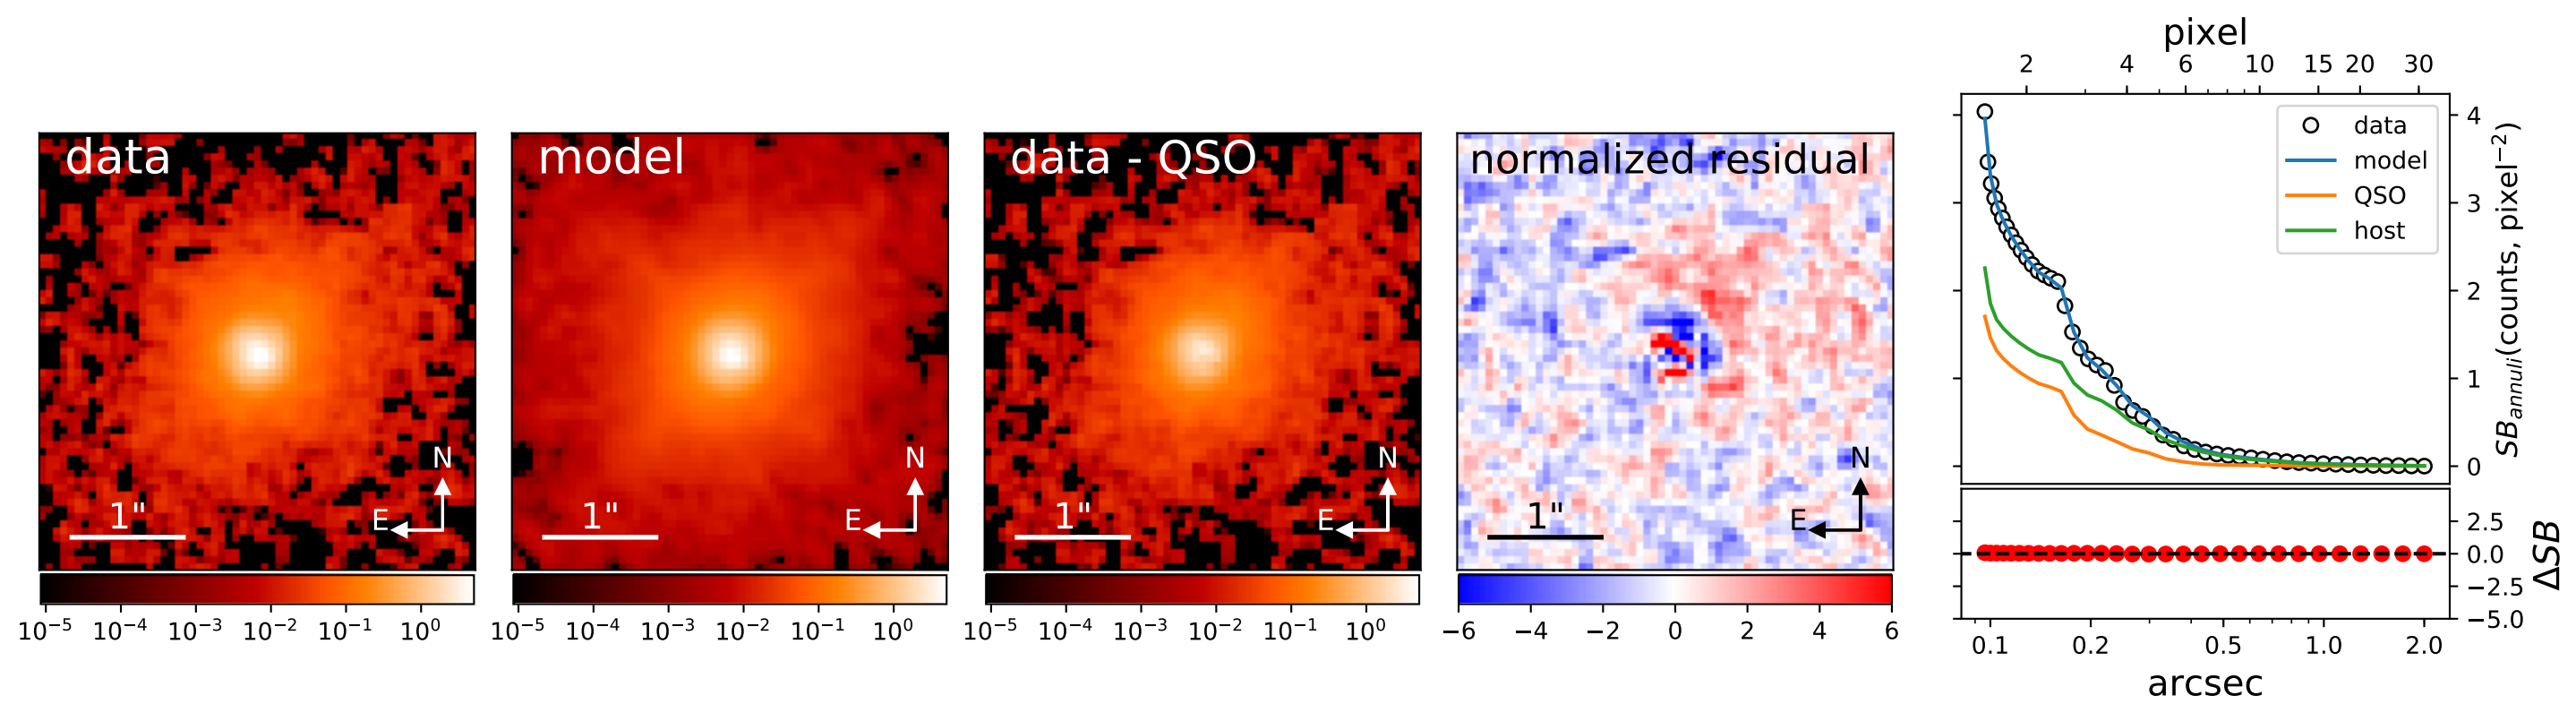 data
1"
N
E
10⁻⁵ 10⁻⁴ 10⁻³ 10⁻² 10⁻¹ 10⁰
model
1"
N
E
10⁻⁵ 10⁻⁴ 10⁻³ 10⁻² 10⁻¹ 10⁰
data - QSO
1"
N
E
10⁻⁵ 10⁻⁴ 10⁻³ 10⁻² 10⁻¹ 10⁰
normalized residual
1"
N
E
−6 −4 −2 0 2 4 6
pixel
2 4 6 10 15 20 30
data
model
QSO
host
4
3
2
1
0
SB_annuli(counts, pixel⁻²)
2.5
0.0
−2.5
−5.0
ΔSB
0.1 0.2 0.5 1.0 2.0
arcsec